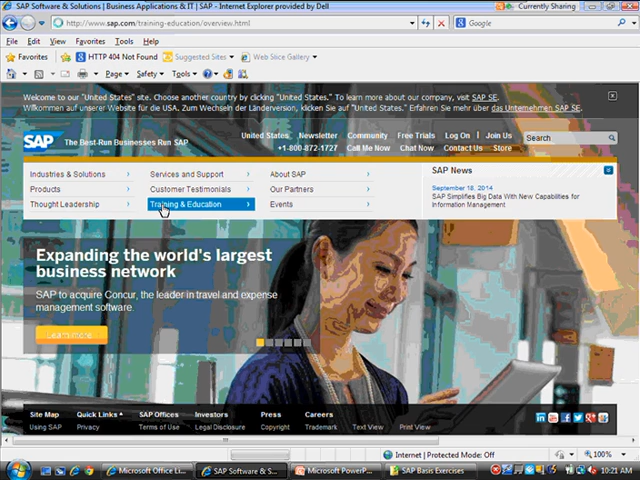 SAP Software & Solutions | Business Applications & IT | SAP - Internet Explorer provided by Dell
Currently Sharing
http://www.sap.com/training-education/overview.html
Google
File Edit View Favorites Tools Help
Favorites HTTP 404 Not Found Suggested Sites Web Slice Gallery
Page Safety Tools
Welcome to our "United States" site. Choose another country by clicking "United States." To learn more about our company, visit SAP SE.
Willkommen auf unserer Website für die USA. Zum Wechseln der Länderversion, klicken Sie auf "United States." Erfahren Sie mehr über das Unternehmen SAP SE.
SAP The Best-Run Businesses Run SAP
United States Newsletter Community Free Trials Log On | Join Us
+1-800-872-1727 Call Me Now Chat Now Contact Us Store
Search
Industries & Solutions Services and Support About SAP
Products Customer Testimonials Our Partners
Thought Leadership Training & Education Events
SAP News
September 18, 2014
SAP Simplifies Big Data With New Capabilities for
Information Management
Expanding the world's largest
business network
SAP to acquire Concur, the leader in travel and expense
management software.
Learn more
Site Map Quick Links SAP Offices Investors Press Careers
Using SAP Privacy Terms of Use Legal Disclosure Copyright Trademark Text View Print View
Internet | Protected Mode: Off
100%
Microsoft Office Li...
SAP Software & S...
Microsoft PowerP...
SAP Basis Exercises
10:21 AM